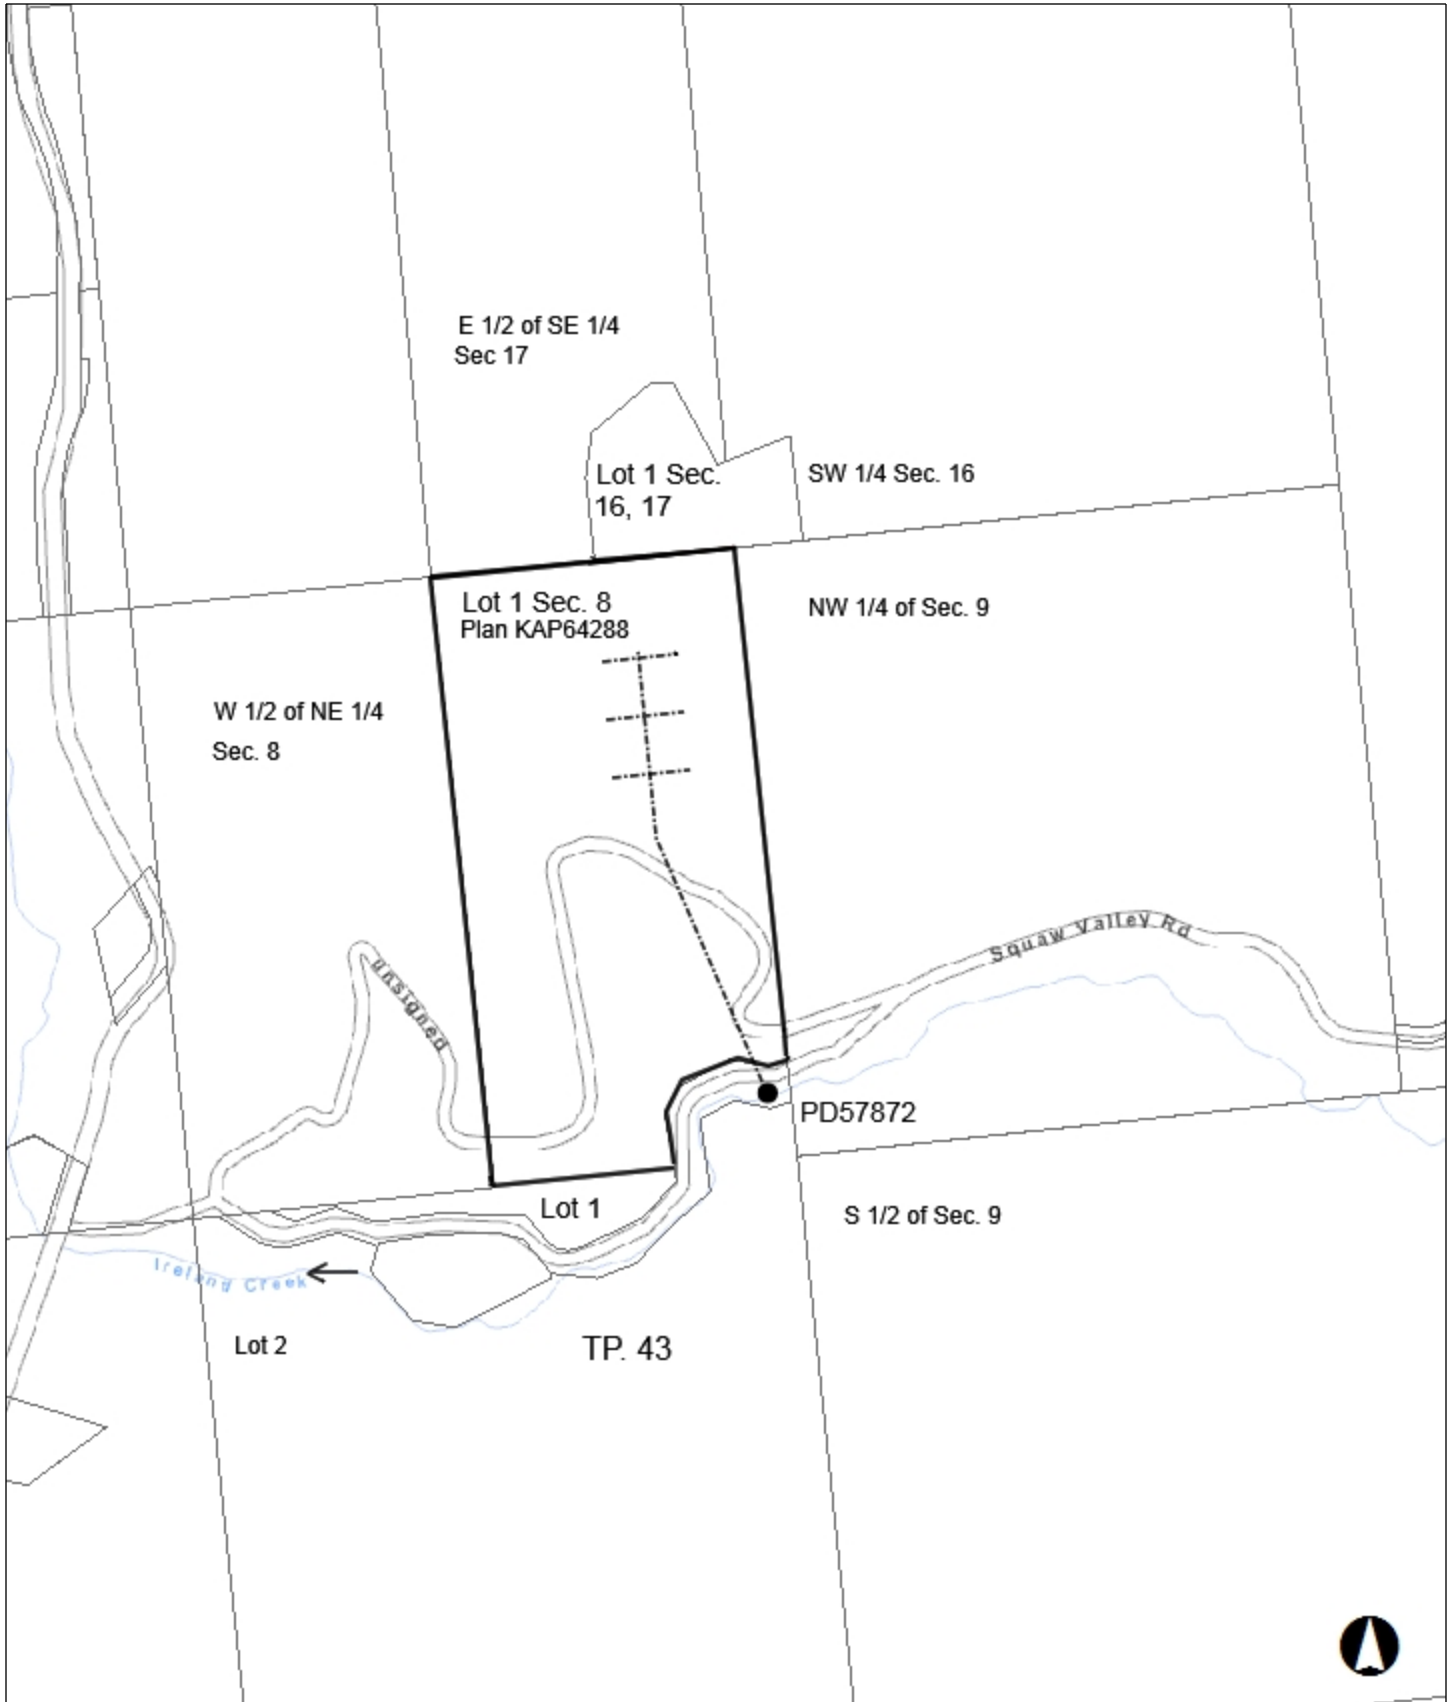 E 1/2 of SE 1/4
Sec 17
Lot 1 Sec.
16, 17
SW 1/4 Sec. 16
Lot 1 Sec. 8
Plan KAP64288
NW 1/4 of Sec. 9
W 1/2 of NE 1/4
Sec. 8
Squaw Valley Rd
unsigned
PD57872
Lot 1
S 1/2 of Sec. 9
Ireland Creek
Lot 2
TP. 43